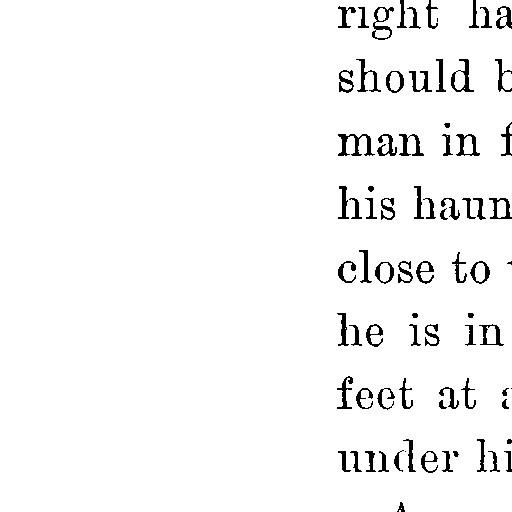 right ha
should b
man in f
his haun
close to
he is in
feet at a
under hi